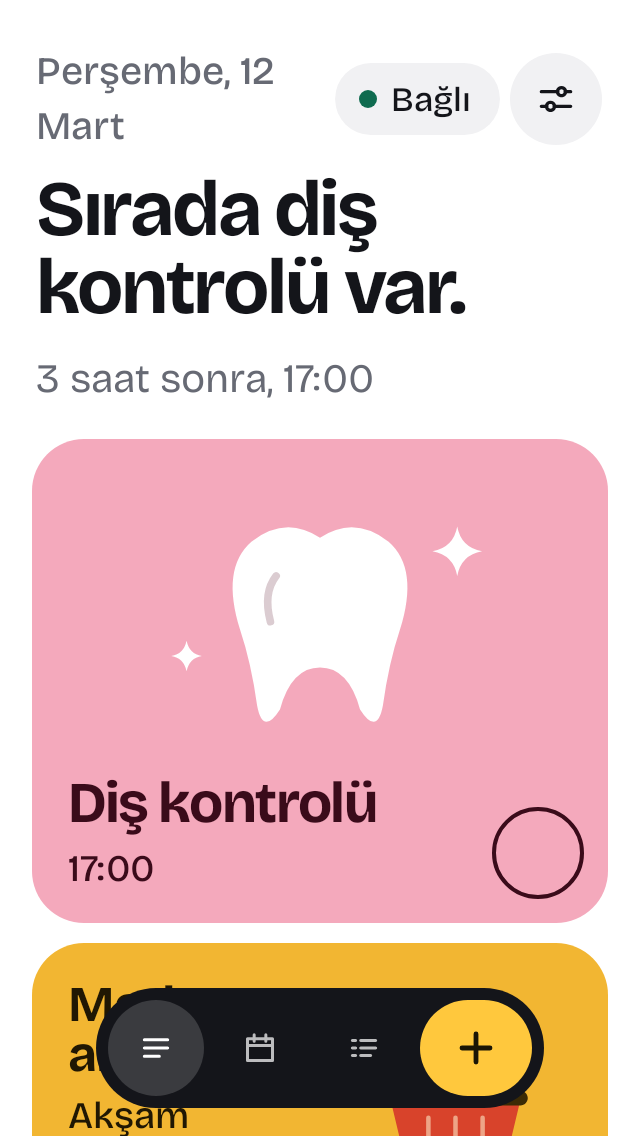 Perşembe, 12
Mart
Bağlı
Sırada diş
kontrolü var.
3 saat sonra, 17:00
Diş kontrolü
17:00
Akşam